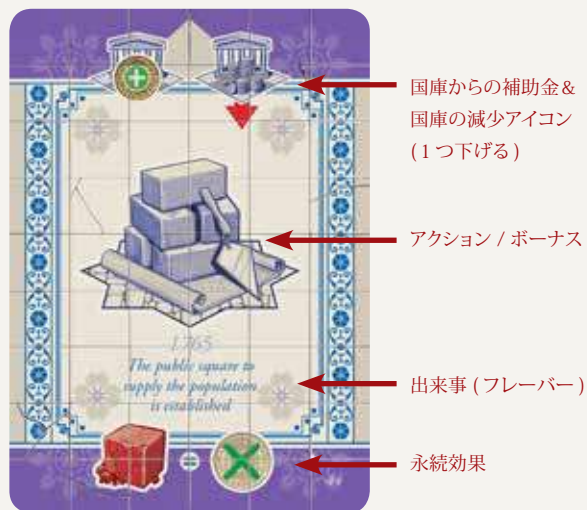 国庫からの補助金&
国庫の減少アイコン
(1つ下げる)
アクション / ボーナス
1765
The public square to
supply the population
is established
出来事 (フレーバー)
永続効果